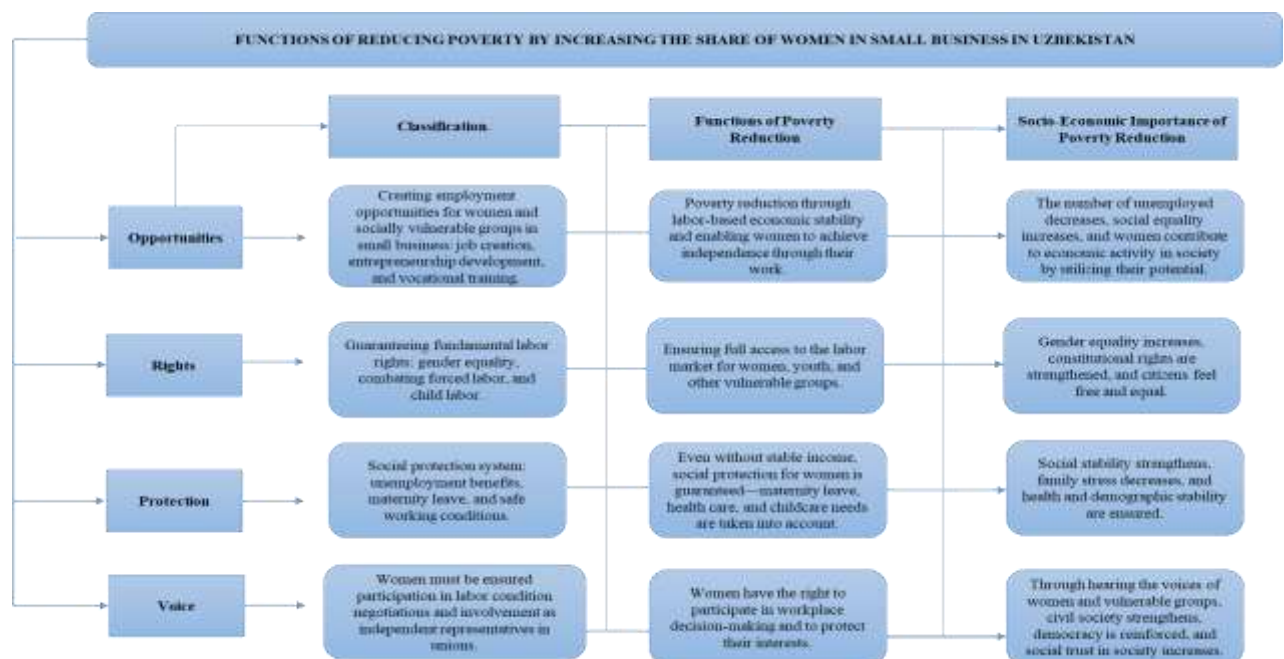 FUNCTIONS OF REDUCING POVERTY BY INCREASING THE SHARE OF WOMEN IN SMALL BUSINESS IN UZBEKISTAN
Classification
Functions of Poverty
Reduction
Socio-Economic Importance of
Poverty Reduction
Opportunities
Creating employment
opportunities for women and
socially vulnerable groups in
small business: job creation,
entrepreneurship development,
and vocational training.
Poverty reduction through
labor-based economic stability
and enabling women to achieve
independence through their
work.
The number of unemployed
decreases, social equality
increases, and women contribute
to economic activity in society
by utilizing their potential.
Rights
Guaranteeing fundamental labor
rights: gender equality,
combating forced labor, and
child labor.
Ensuring full access to the labor
market for women, youth, and
other vulnerable groups.
Gender equality increases,
constitutional rights are
strengthened, and citizens feel
free and equal.
Protection
Social protection system:
unemployment benefits,
maternity leave, and safe
working conditions.
Even without stable income,
social protection for women is
guaranteed—maternity leave,
health care, and childcare needs
are taken into account.
Social stability strengthens,
family stress decreases, and
health and demographic stability
are ensured.
Voice
Women must be ensured
participation in labor condition
negotiations and involvement as
independent representatives in
unions.
Women have the right to
participate in workplace
decision-making and to protect
their interests.
Through hearing the voices of
women and vulnerable groups,
civil society strengthens,
democracy is reinforced, and
social trust in society increases.